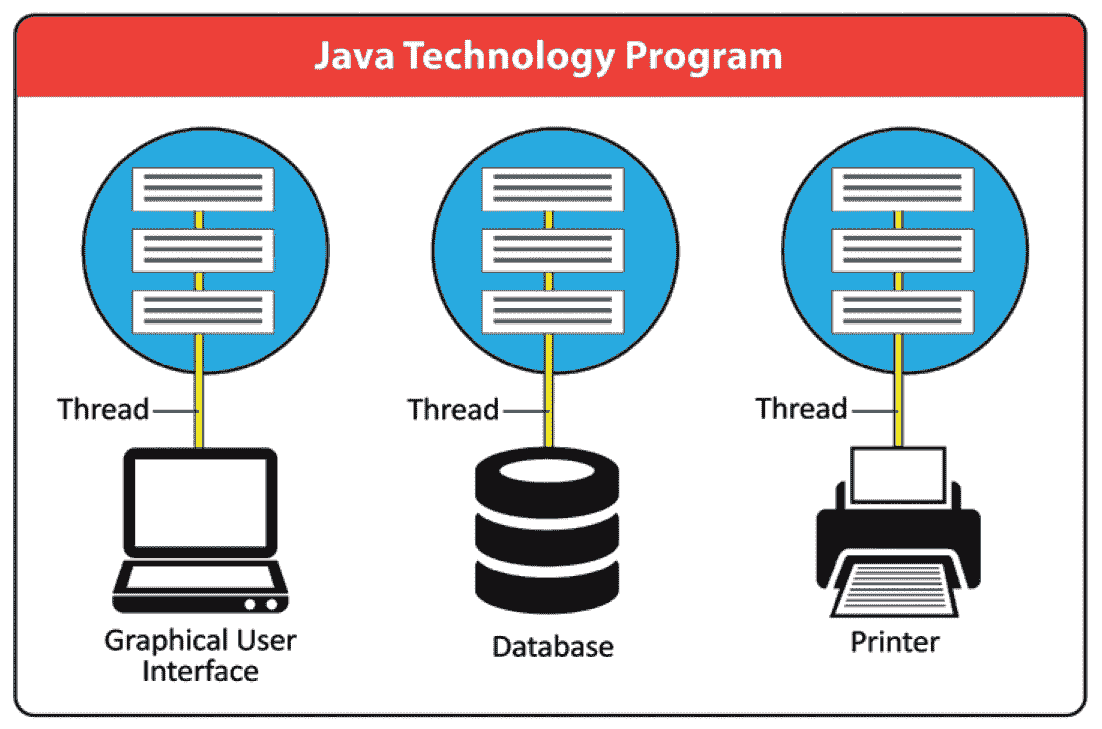 Java Technology Program
Thread
Thread
Thread
Graphical User
Interface
Database
Printer